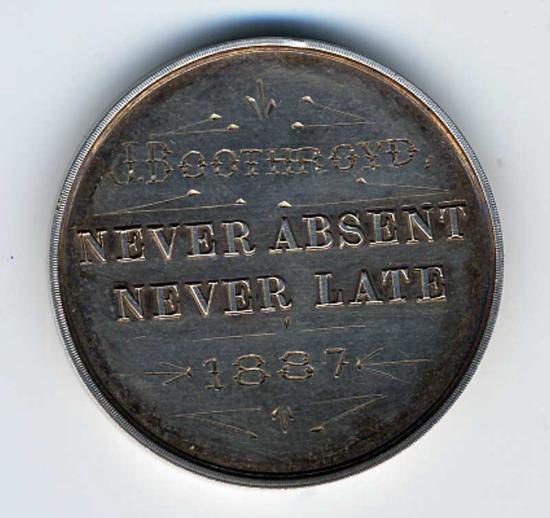 J. BOOTHROYD.
NEVER ABSENT
NEVER LATE
1887